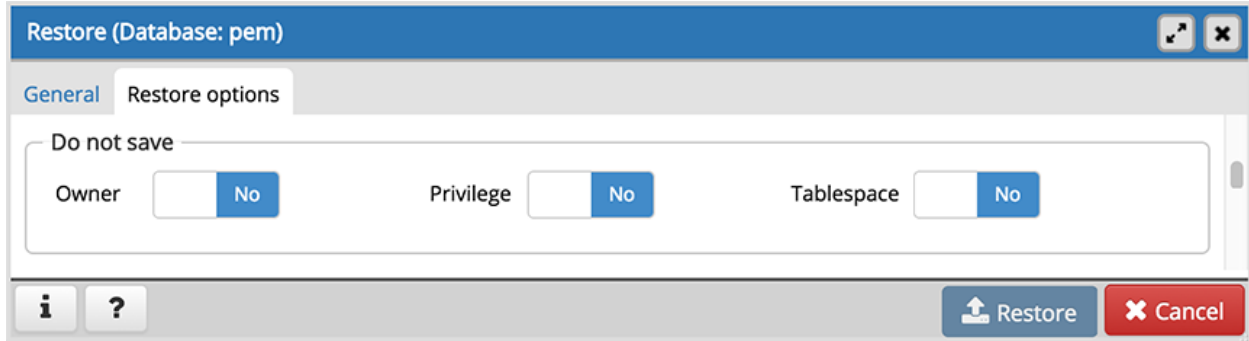 Restore (Database: pem)
General Restore options
Do not save
Owner No Privilege No Tablespace No
i ? Restore Cancel